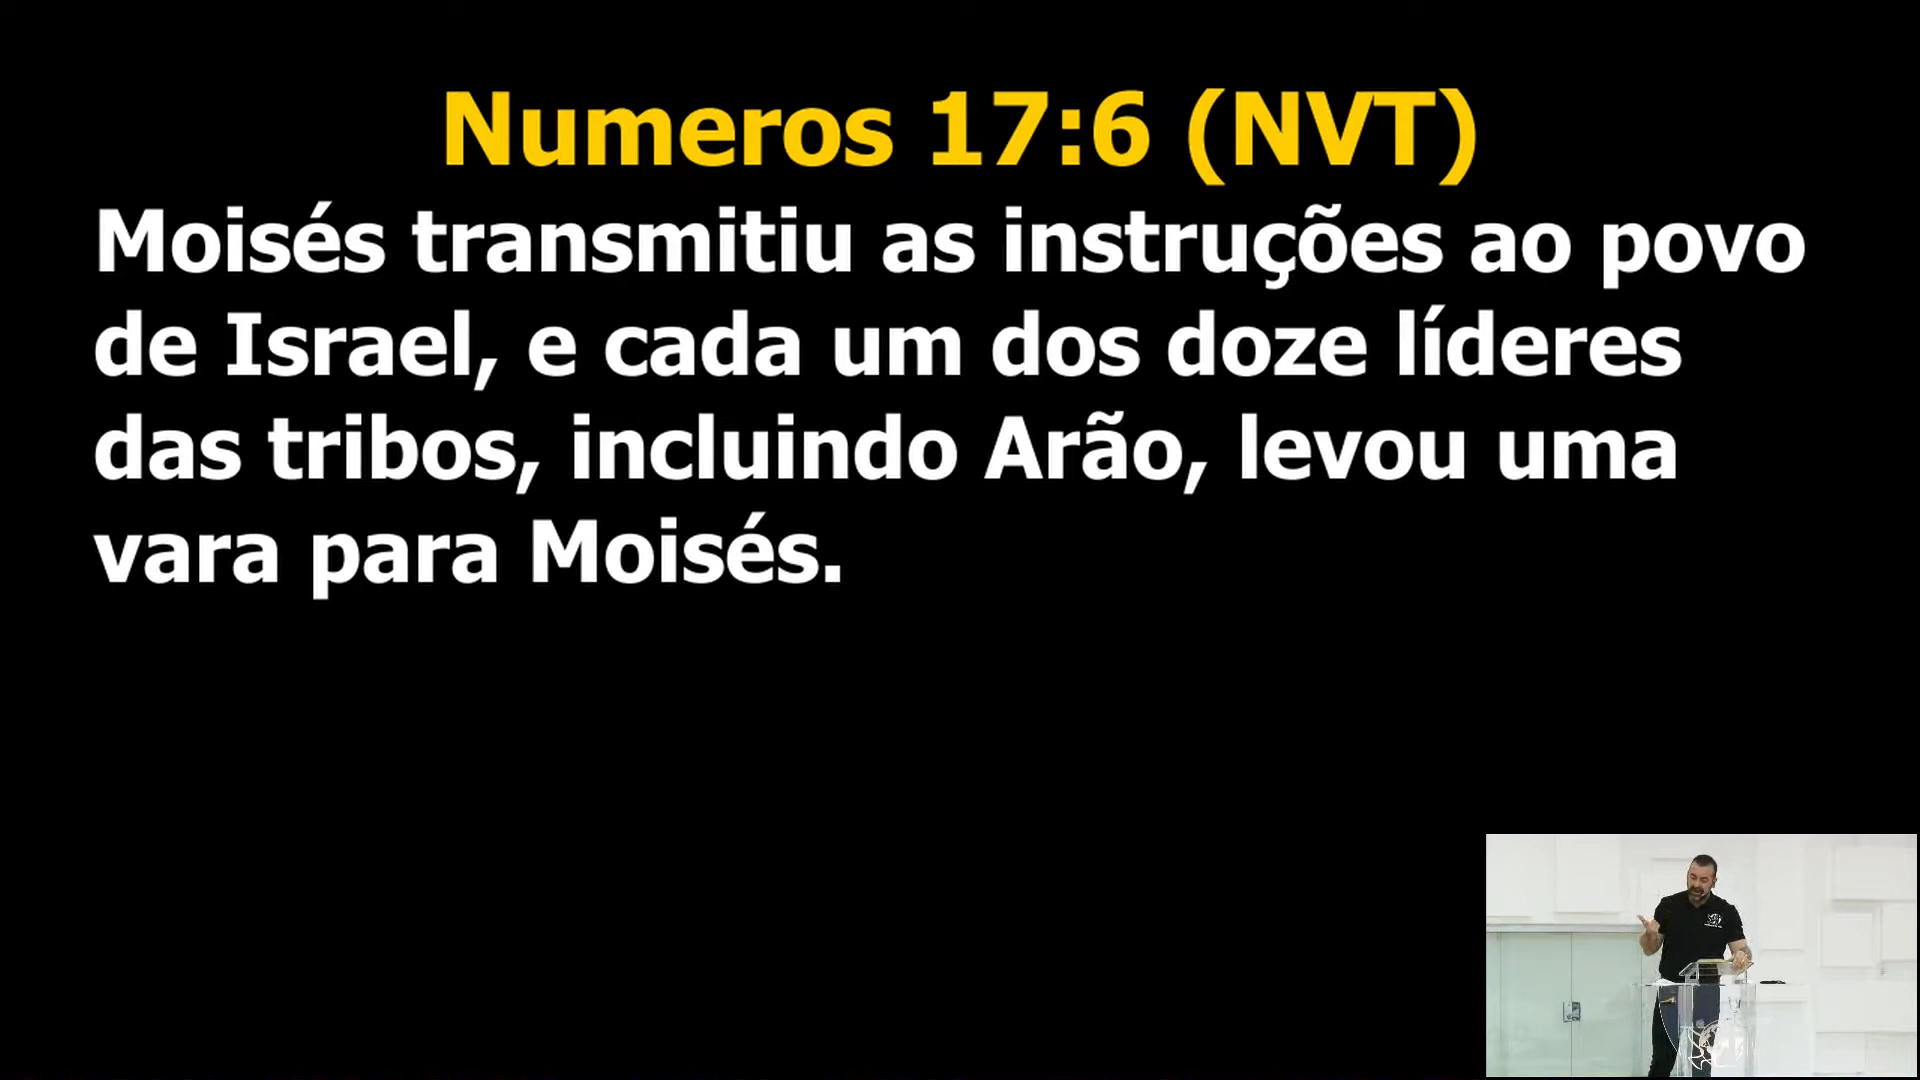 Numeros 17:6 (NVT)
Moisés transmitiu as instruções ao povo
de Israel, e cada um dos doze líderes
das tribos, incluindo Arão, levou uma
vara para Moisés.